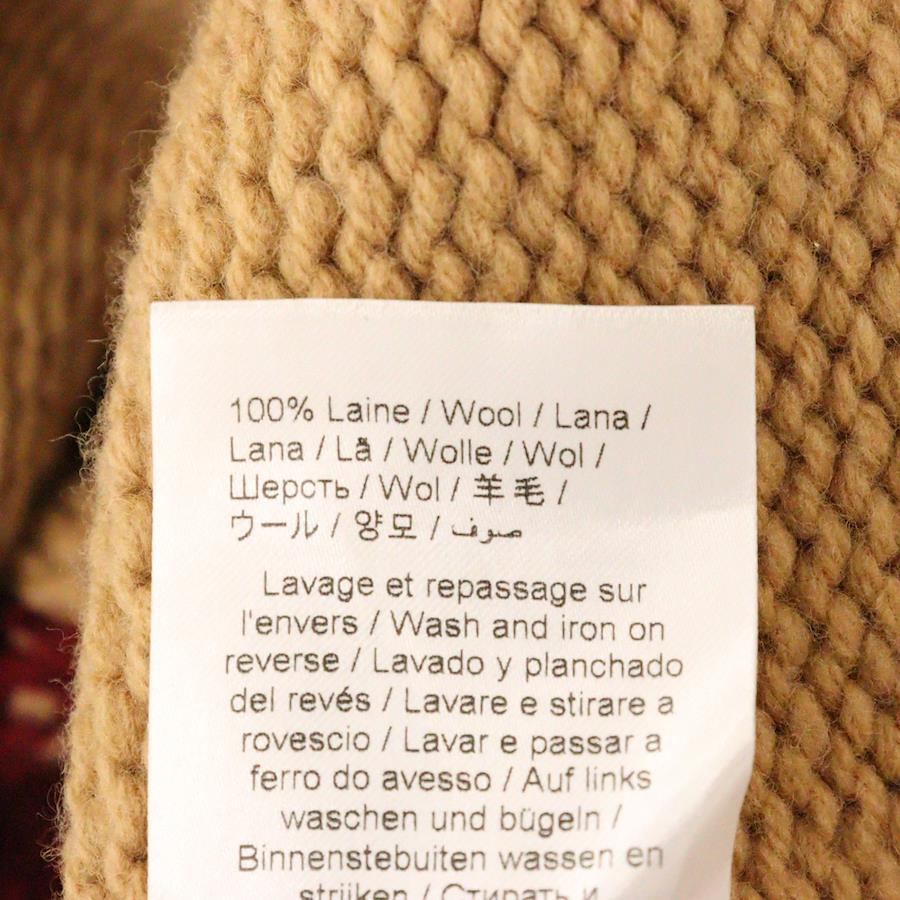 100% Laine / Wool / Lana /
Lana / Lã / Wolle / Wol /
Шерсть / Wol / 羊毛 /
ウール / 양모 / صوف
Lavage et repassage sur
l'envers / Wash and iron on
reverse / Lavado y planchado
del revés / Lavare e stirare a
rovescio / Lavar e passar a
ferro do avesso / Auf links
waschen und bügeln /
Binnenstebuiten wassen en
strijken / Стирать и